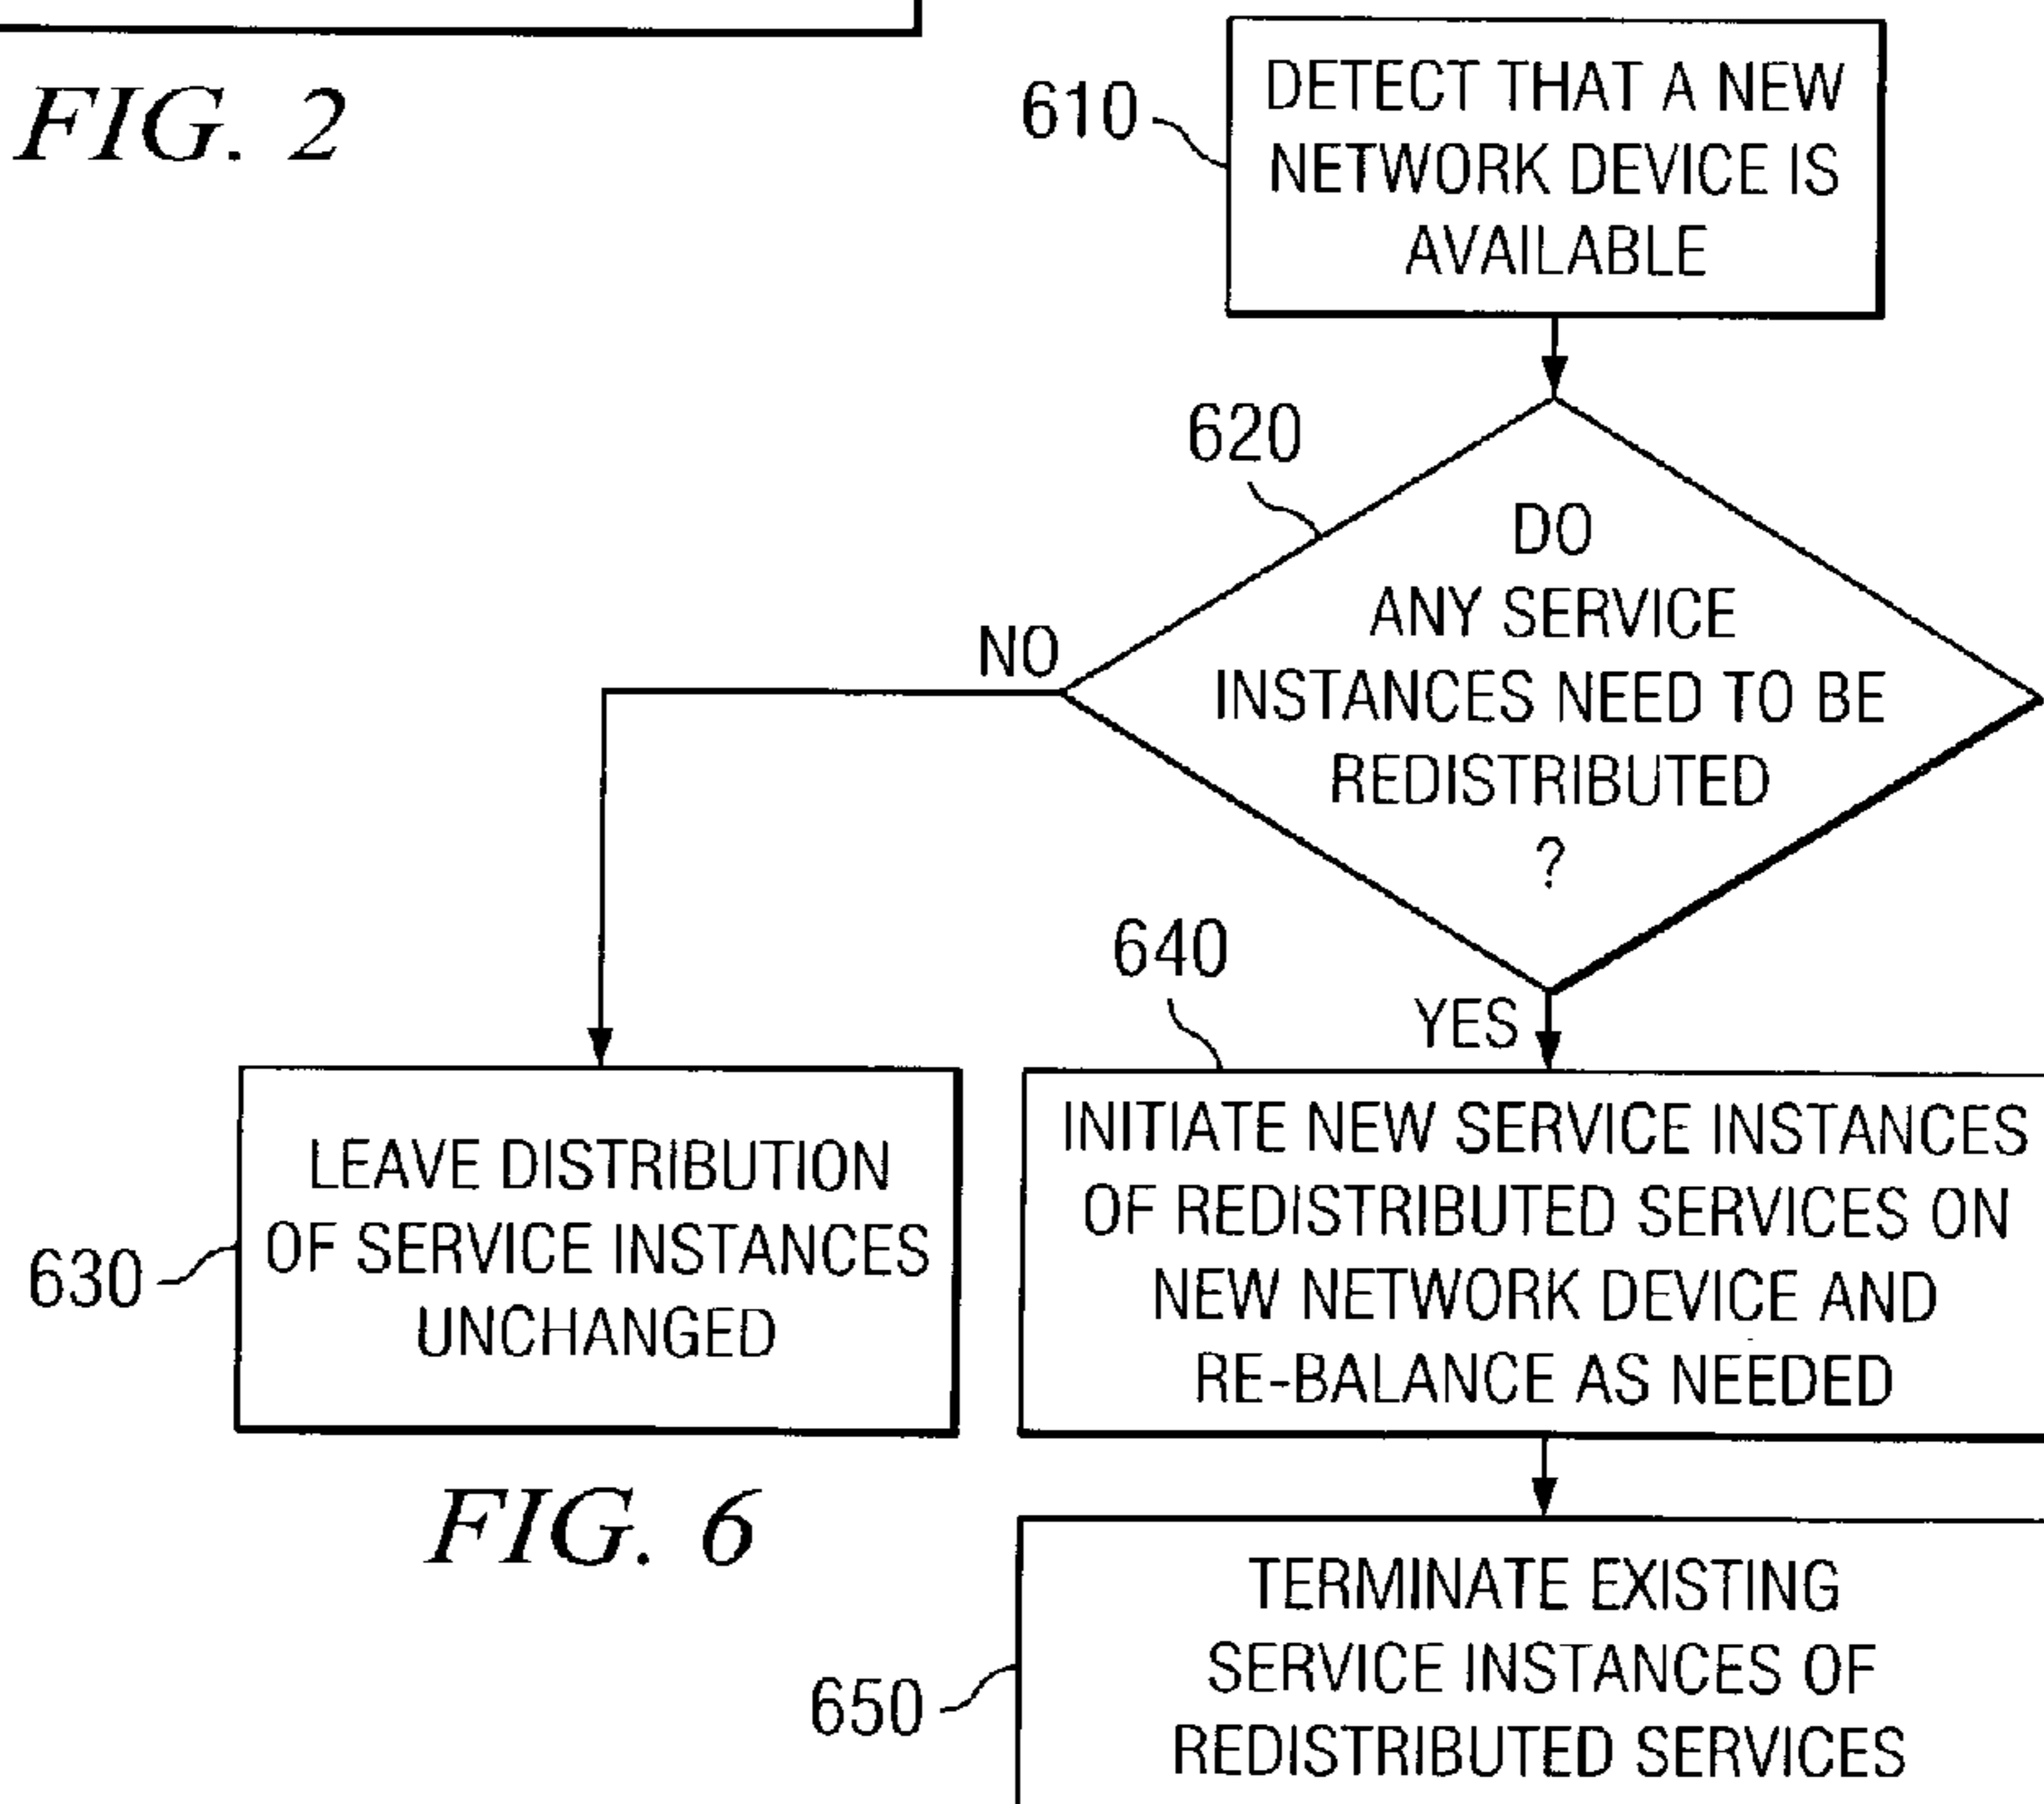 FIG. 2
610
DETECT THAT A NEW
NETWORK DEVICE IS
AVAILABLE
620
DO
ANY SERVICE
INSTANCES NEED TO BE
REDISTRIBUTED
?
NO
YES
630
LEAVE DISTRIBUTION
OF SERVICE INSTANCES
UNCHANGED
640
INITIATE NEW SERVICE INSTANCES
OF REDISTRIBUTED SERVICES ON
NEW NETWORK DEVICE AND
RE-BALANCE AS NEEDED
FIG. 6
650
TERMINATE EXISTING
SERVICE INSTANCES OF
REDISTRIBUTED SERVICES